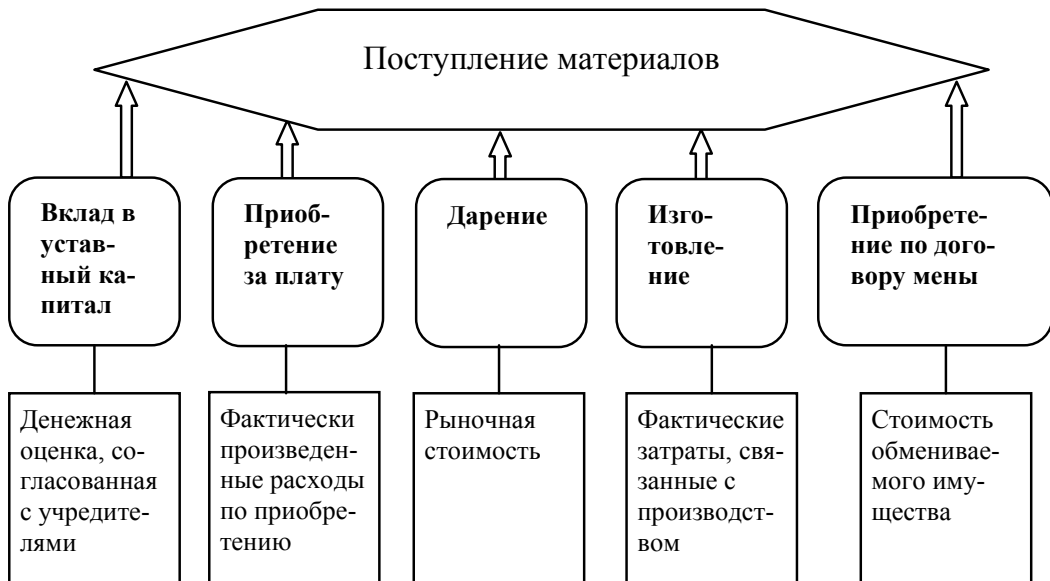 Поступление материалов
Вклад в
устав-
ный ка-
питал
Приоб-
ретение
за плату
Дарение
Изго-
товле-
ние
Приобрете-
ние по дого-
вору мены
Денежная
оценка, со-
гласованная
с учредите-
лями
Фактически
произведен-
ные расходы
по приобре-
тению
Рыночная
стоимость
Фактические
затраты, свя-
занные с
производст-
вом
Стоимость
обменивае-
мого иму-
щества